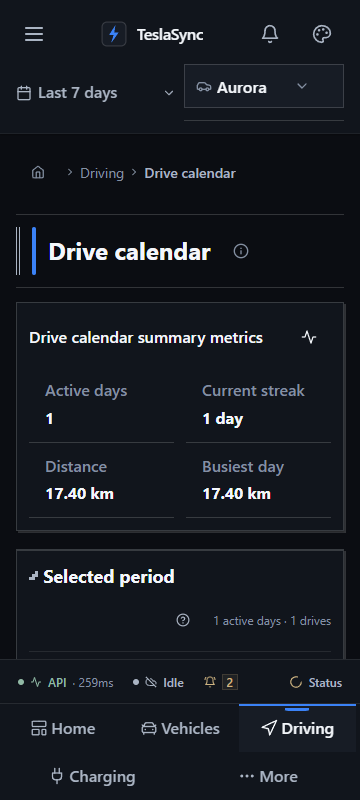 TeslaSync
Last 7 days
Aurora
Driving
Drive calendar
Drive calendar
Drive calendar summary metrics
Active days
Current streak
1
1 day
Distance
Busiest day
17.40 km
17.40 km
Selected period
1 active days · 1 drives
API · 259ms
Idle
2
Status
Home
Vehicles
Driving
Charging
More